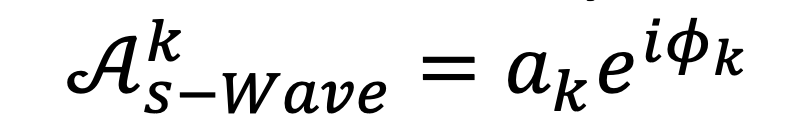 𝒜^k_{s−Wave} = a_k e^{iϕ_k}